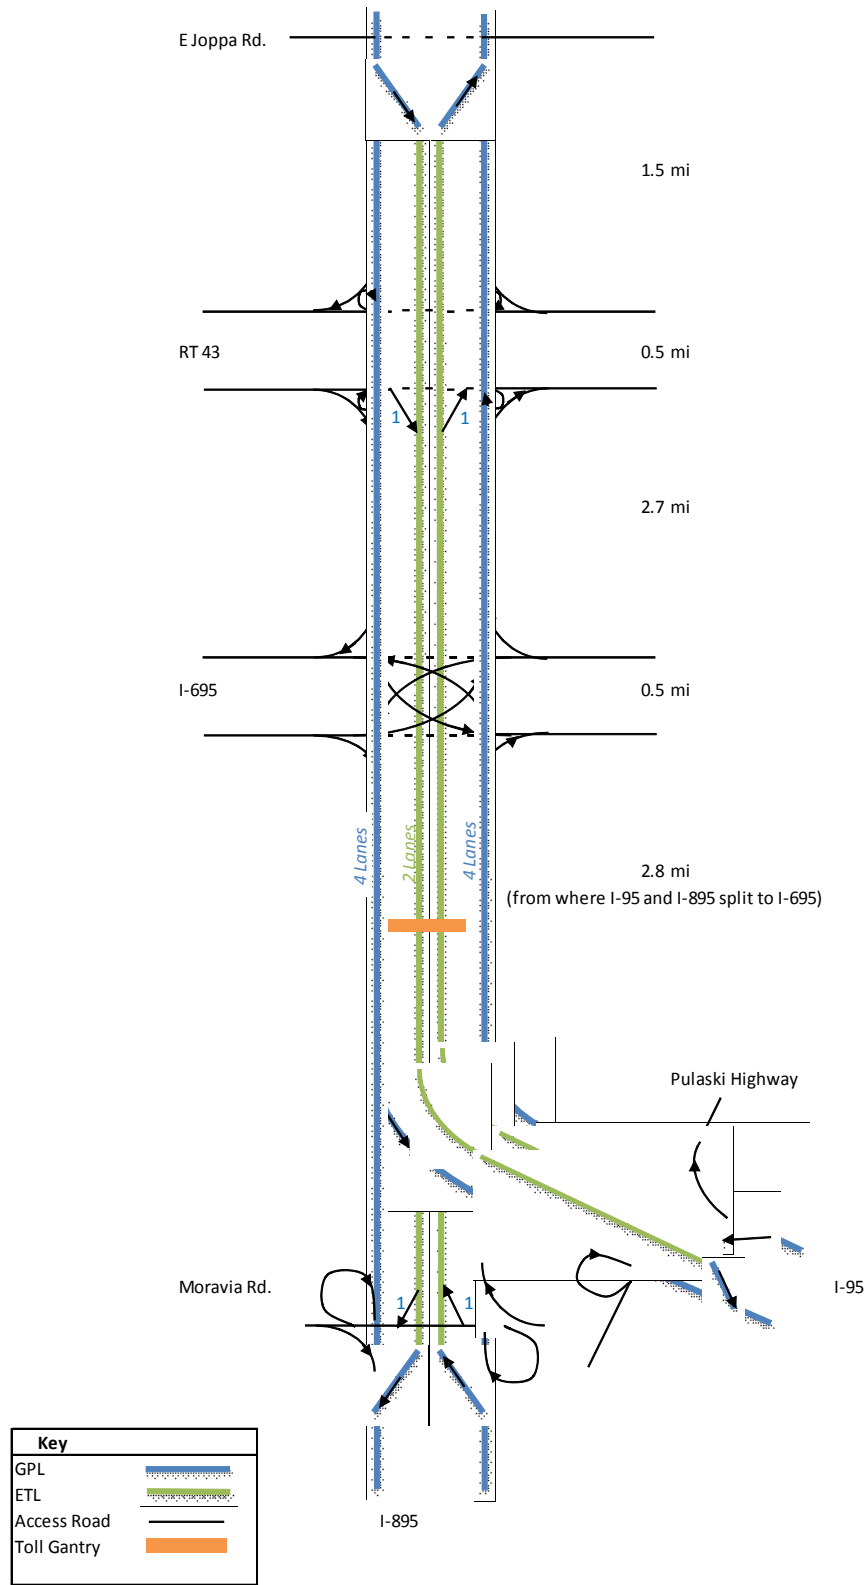 E Joppa Rd.
1.5 mi
RT 43
0.5 mi
1
1
2.7 mi
I-695
0.5 mi
4 Lanes
2 Lanes
4 Lanes
2.8 mi
(from where I-95 and I-895 split to I-695)
Pulaski Highway
Moravia Rd.
1
1
I-95
Key
GPL
ETL
Access Road
Toll Gantry
I-895